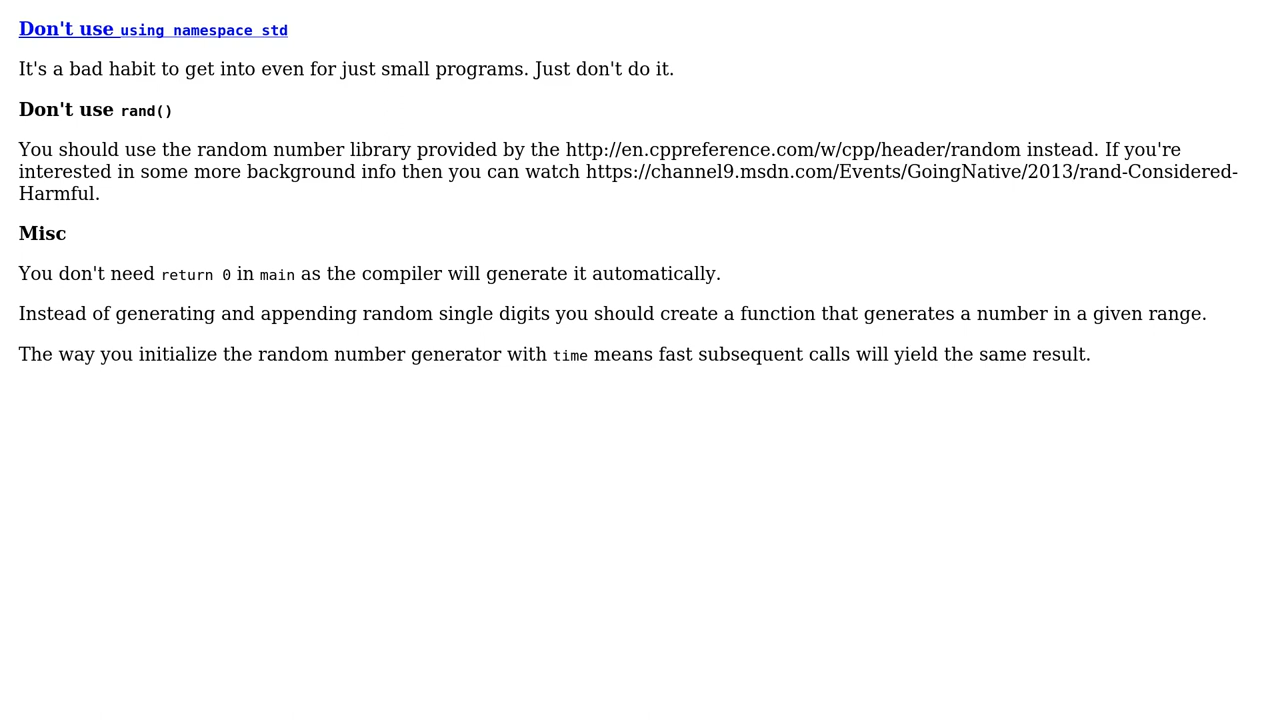 Don't use using namespace std
It's a bad habit to get into even for just small programs. Just don't do it.
Don't use rand()
You should use the random number library provided by the http://en.cppreference.com/w/cpp/header/random instead. If you're
interested in some more background info then you can watch https://channel9.msdn.com/Events/GoingNative/2013/rand-Considered-
Harmful.
Misc
You don't need return 0 in main as the compiler will generate it automatically.
Instead of generating and appending random single digits you should create a function that generates a number in a given range.
The way you initialize the random number generator with time means fast subsequent calls will yield the same result.